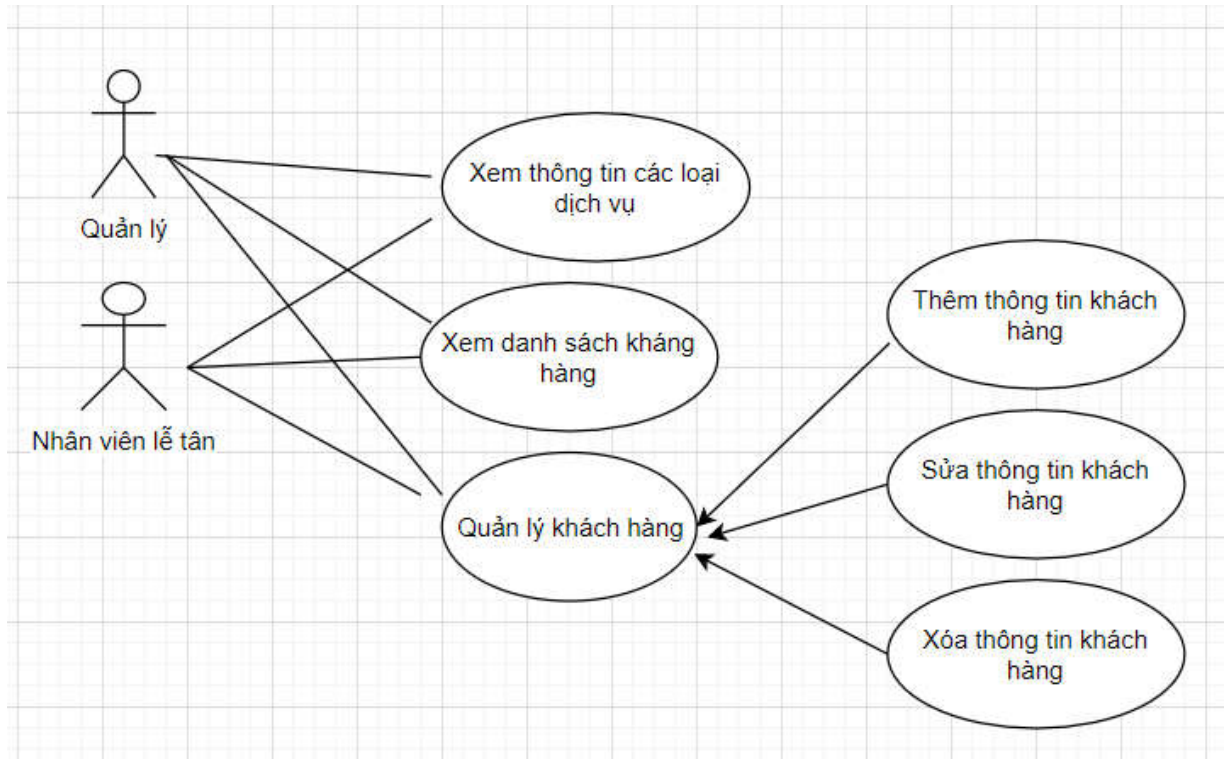 Quản lý
Nhân viên lễ tân
Xem thông tin các loại
dịch vụ
Xem danh sách kháng
hàng
Quản lý khách hàng
Thêm thông tin khách
hàng
Sửa thông tin khách
hàng
Xóa thông tin khách
hàng